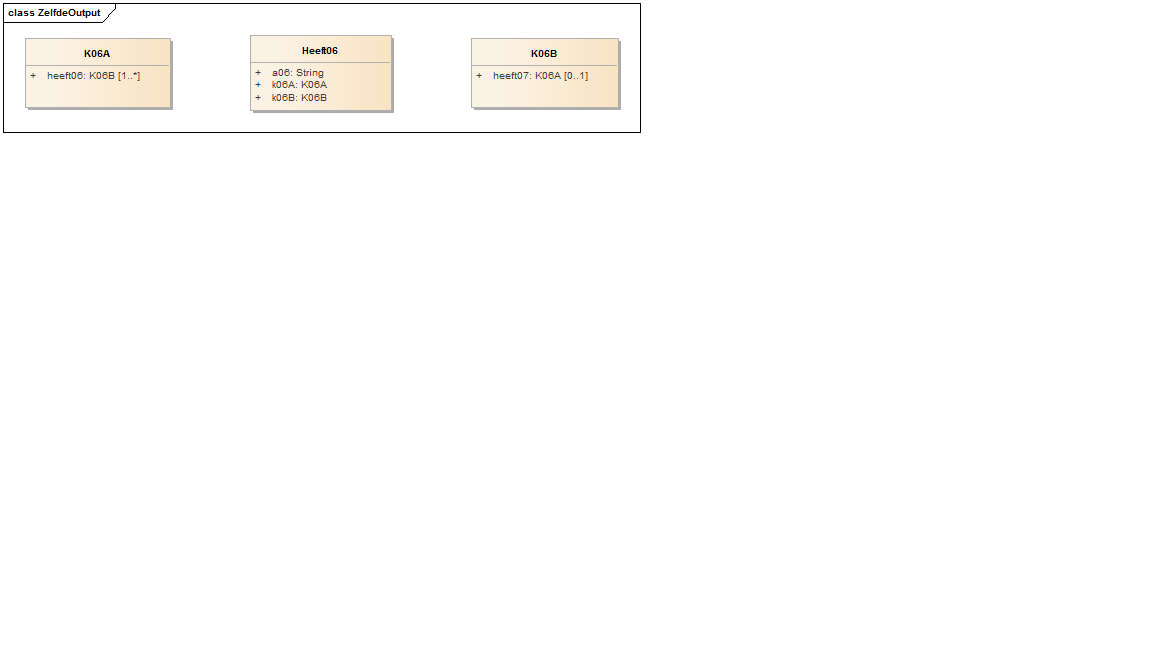 class ZelfdeOutput
K06A
+ heeft06: K06B [1..*]
Heeft06
+ a06: String
+ k06A: K06A
+ k06B: K06B
K06B
+ heeft07: K06A [0..1]